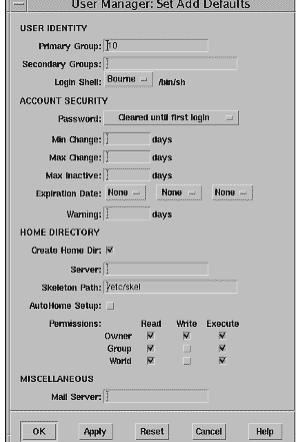 User Manager: Set Add Defaults
USER IDENTITY
Primary Group: 10
Secondary Groups:
Login Shell: Bourne /bin/sh
ACCOUNT SECURITY
Password: Cleared until first login
Min Change: days
Max Change: days
Max Inactive: days
Expiration Date: None None None
Warning: days
HOME DIRECTORY
Create Home Dir:
Server:
Skeleton Path: /etc/skel
AutoHome Setup:
Permissions: Read Write Execute
Owner
Group
World
MISCELLANEOUS
Mail Server:
OK Apply Reset Cancel Help